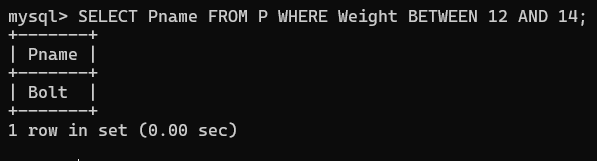 mysql> SELECT Pname FROM P WHERE Weight BETWEEN 12 AND 14;
+-------+
| Pname |
+-------+
| Bolt  |
+-------+
1 row in set (0.00 sec)